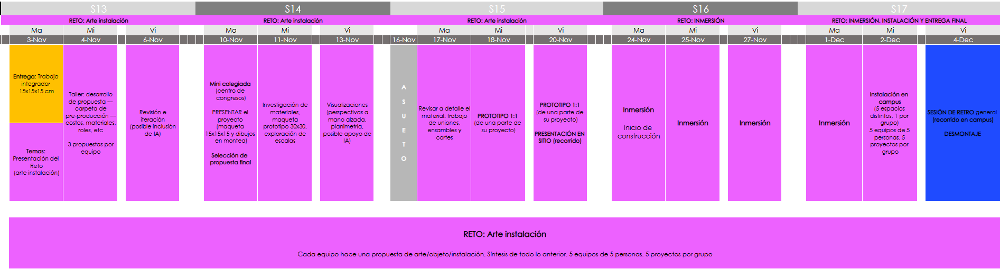 S13 S14 S15 S16 S17
RETO: Arte instalación RETO: Arte instalación RETO: Arte instalación RETO: INMERSIÓN RETO: INMERSIÓN, INSTALACIÓN Y ENTREGA FINAL
Ma Mi Vi Ma Mi Vi Ma Mi Vi Ma Mi Vi Ma Mi Vi
3-Nov 4-Nov 6-Nov 10-Nov 11-Nov 13-Nov 16-Nov 17-Nov 18-Nov 20-Nov 24-Nov 25-Nov 27-Nov 1-Dec 2-Dec 4-Dec
Entrega: Trabajo
integrador
15x15x15 cm
Temas:
Presentación del
Reto
(arte instalación)
Taller: desarrollo
de propuesta ---
carpeta de
pre-producción ---
costos, materiales,
roles, etc
3 propuestas por
equipo
Revisión e
iteración
(posible inclusión
de IA)
Mini colegiada
(centro de
congresos)
PRESENTAR el
proyecto
(maqueta
15x15x15 y dibujos
en montea)
Selección de
propuesta final
Investigación de
materiales,
maqueta
prototipo 30x30,
exploración de
escalas
Visualizaciones
(perspectivas a
mano alzada,
planimetría,
posible apoyo de
IA)
A
S
U
E
T
O
Revisar a detalle el
material: trabajo
de uniones,
ensambles y
cortes
PROTOTIPO 1:1
(de una parte de
su proyecto)
PROTOTIPO 1:1
(de una parte de
su proyecto)
PRESENTACIÓN EN
SITIO (recorrido)
Inmersión
Inicio de
construcción
Inmersión
Inmersión
Inmersión
Instalación en
campus
(5 espacios
distintos, 1 por
grupo)
5 equipos de 5
personas. 5
proyectos por
grupo
SESIÓN DE RETRO general
(recorrido en campus)
DESMONTAJE
RETO: Arte instalación
Cada equipo hace una propuesta de arte/objeto/instalación. Síntesis de todo lo anterior. 5 equipos de 5 personas. 5 proyectos por grupo